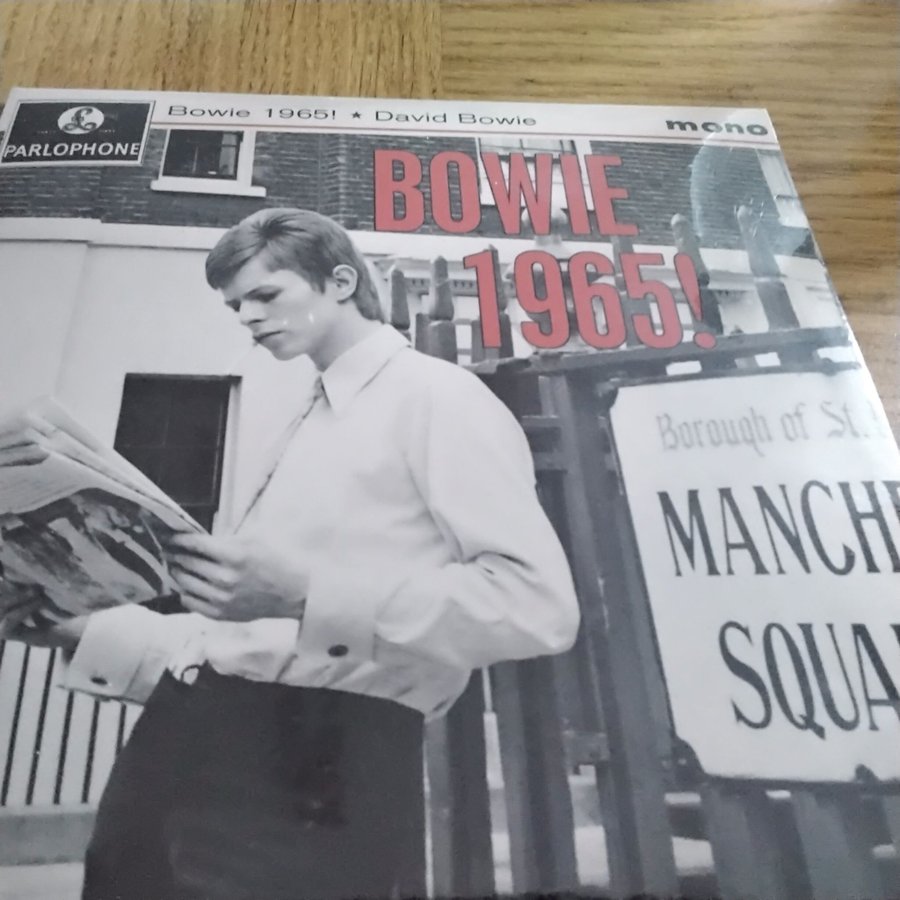 Bowie 1965! ★ David Bowie
mono
PARLOPHONE
BOWIE
1965!
Borough of St.
MANCHE
SQUA